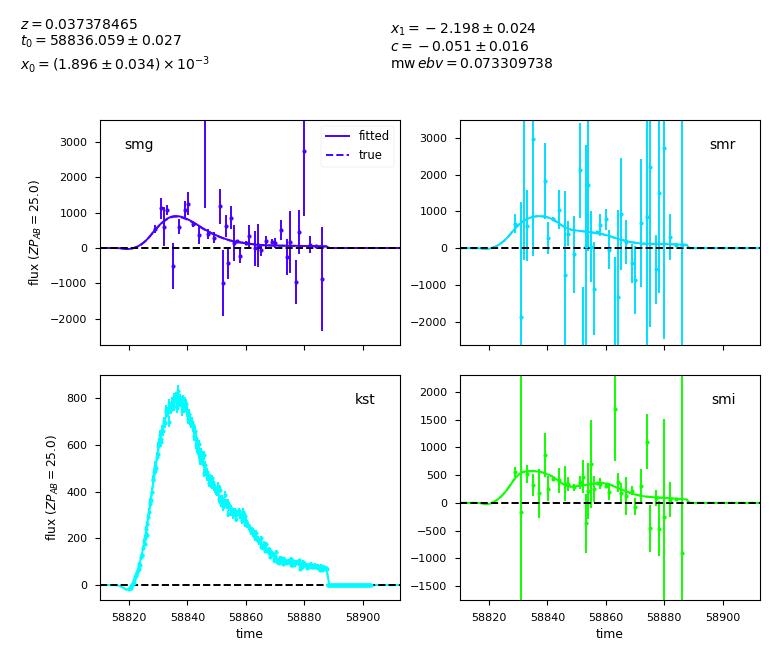 z = 0.037378465
t₀ = 58836.059 ± 0.027
x₀ = (1.896 ± 0.034) × 10⁻³
x₁ = −2.198 ± 0.024
c = −0.051 ± 0.016
mw ebv = 0.073309738
smg
fitted
true
3000
2000
1000
0
−1000
−2000
flux (ZP_AB = 25.0)
smr
3000
2000
1000
0
−1000
−2000
kst
800
600
400
200
0
flux (ZP_AB = 25.0)
58820 58840 58860 58880 58900
time
smi
2000
1500
1000
500
0
−500
−1000
−1500
58820 58840 58860 58880 58900
time